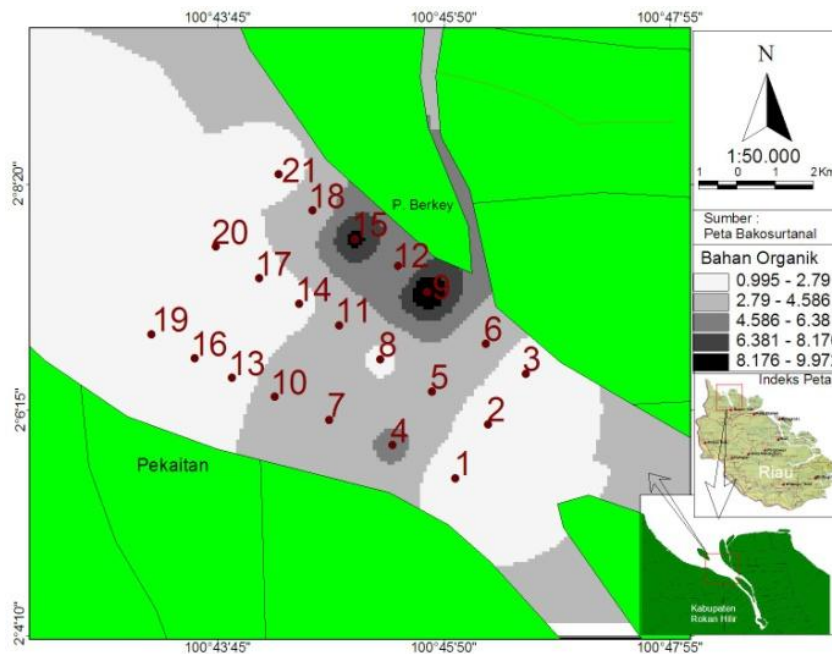 100°43'45" 100°45'50" 100°47'55"
2°8'20"
2°6'15"
2°4'10"
21
18
P. Berkey
15
20
12
17
9
14
11
6
19
16
8
3
13
5
10
2
7
4
Pekaitan
1
100°43'45" 100°45'50" 100°47'55"
N
1:50.000
1 0 1 2 Km
Sumber :
Peta Bakosurtanal
Bahan Organik
0.995 - 2.79
2.79 - 4.586
4.586 - 6.38
6.381 - 8.17
8.176 - 9.97
Indeks Peta
Riau
Kabupaten
Rokan Hilir